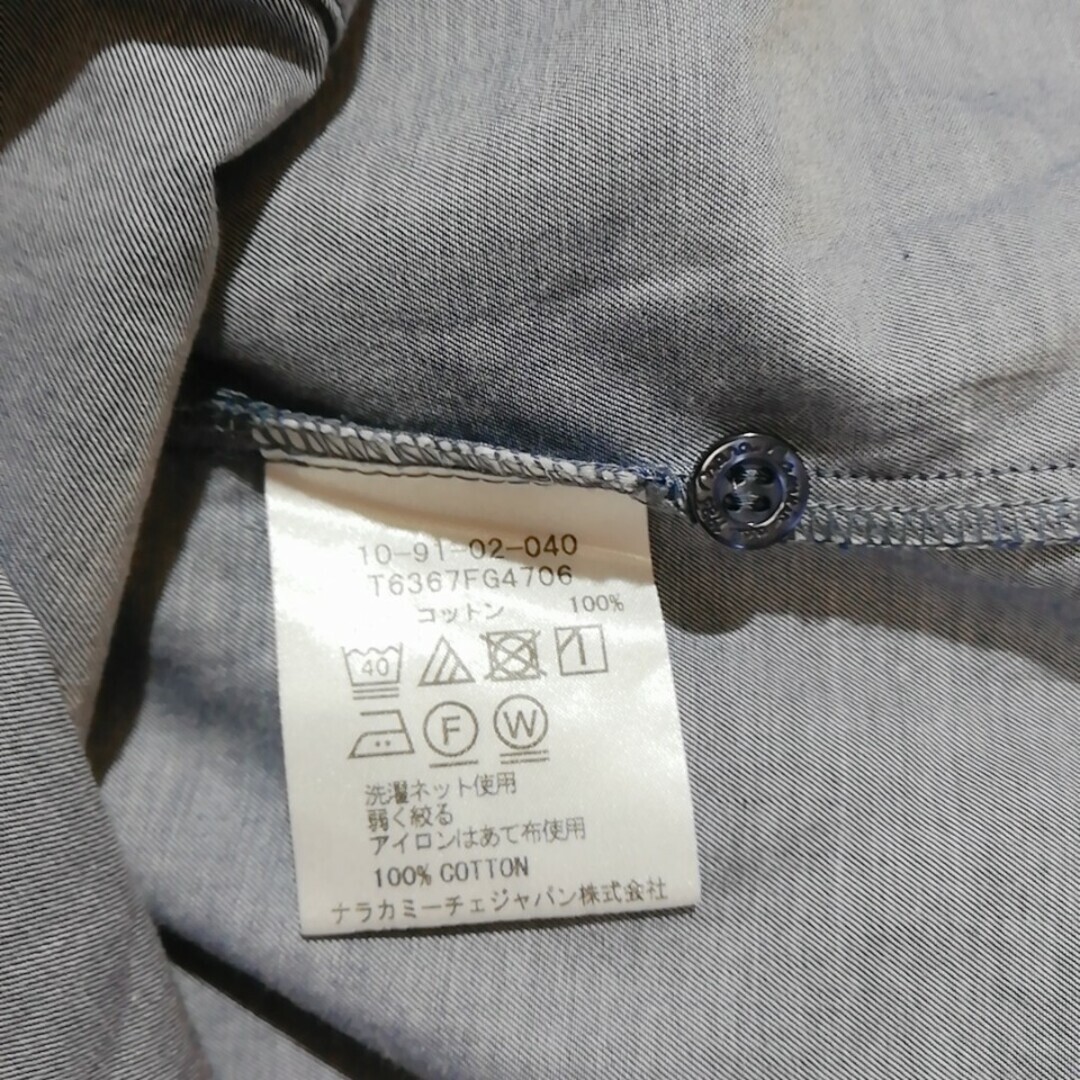 10-91-02-040
T6367FG4706
コットン 100%
40
F W
洗濯ネット使用
弱く絞る
アイロンはあて布使用
100% COTTON
ナラカミーチェジャパン株式会社